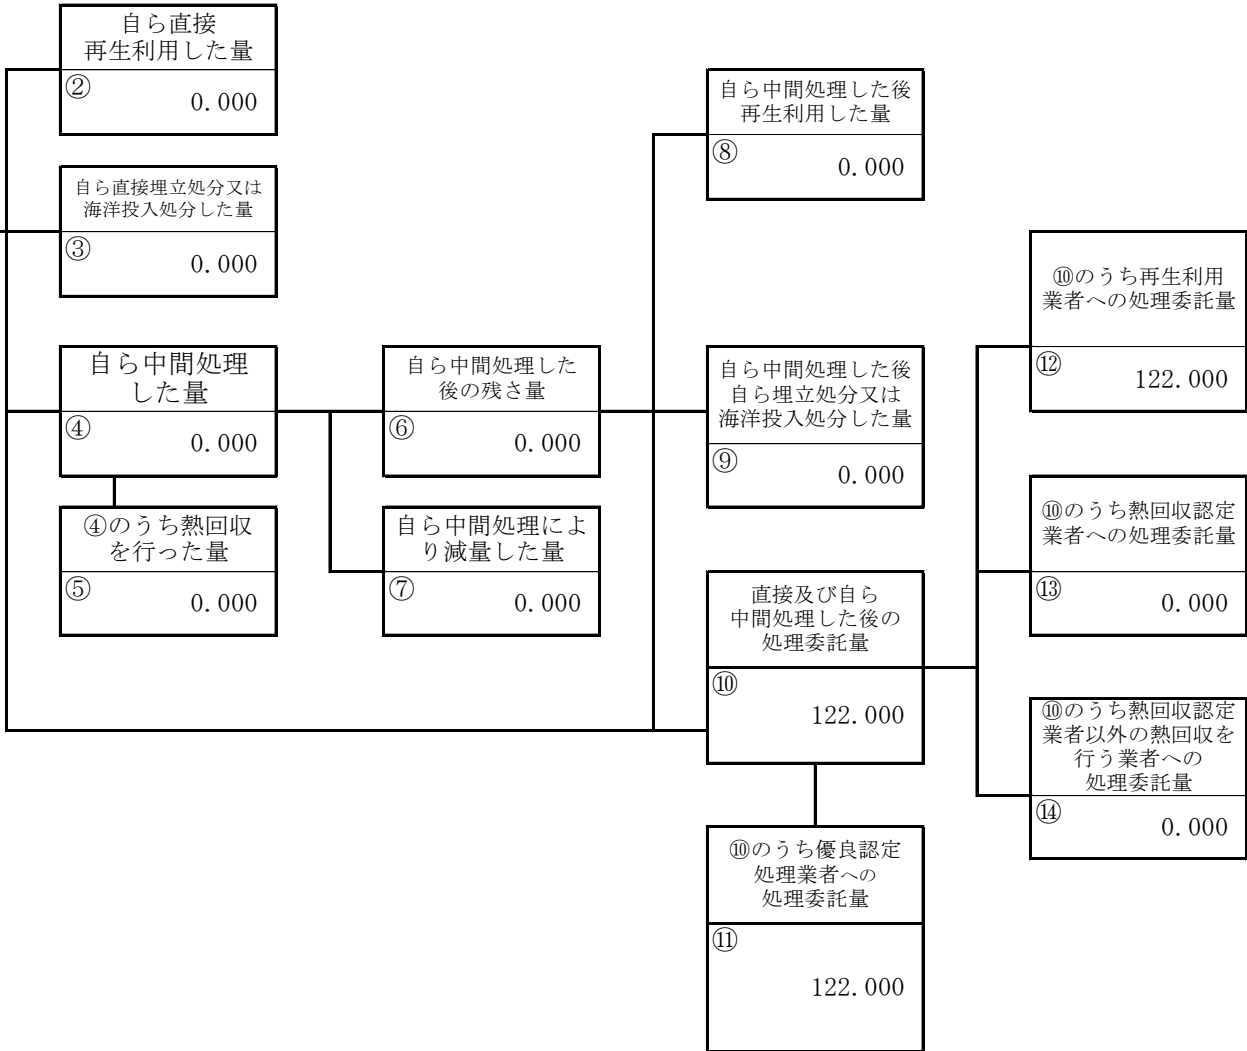 自ら直接
再生利用した量
②
0.000
自ら直接埋立処分又は
海洋投入処分した量
③
0.000
自ら中間処理
した量
④
0.000
④のうち熱回収
を行った量
⑤
0.000
自ら中間処理した
後の残さ量
⑥
0.000
自ら中間処理によ
り減量した量
⑦
0.000
自ら中間処理した後
再生利用した量
⑧
0.000
自ら中間処理した後
自ら埋立処分又は
海洋投入処分した量
⑨
0.000
直接及び自ら
中間処理した後の
処理委託量
⑩
122.000
⑩のうち優良認定
処理業者への
処理委託量
⑪
122.000
⑩のうち再生利用
業者への処理委託量
⑫
122.000
⑩のうち熱回収認定
業者への処理委託量
⑬
0.000
⑩のうち熱回収認定
業者以外の熱回収を
行う業者への
処理委託量
⑭
0.000